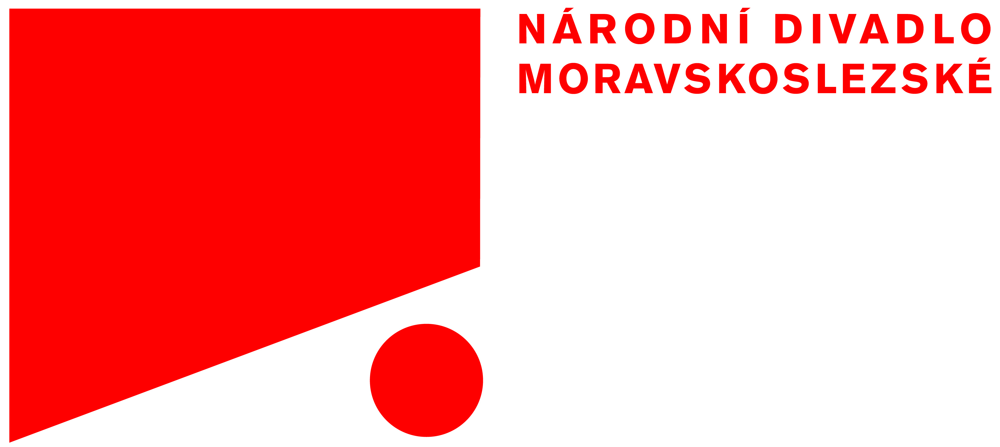 NÁRODNÍ DIVADLO
MORAVSKOSLEZSKÉ